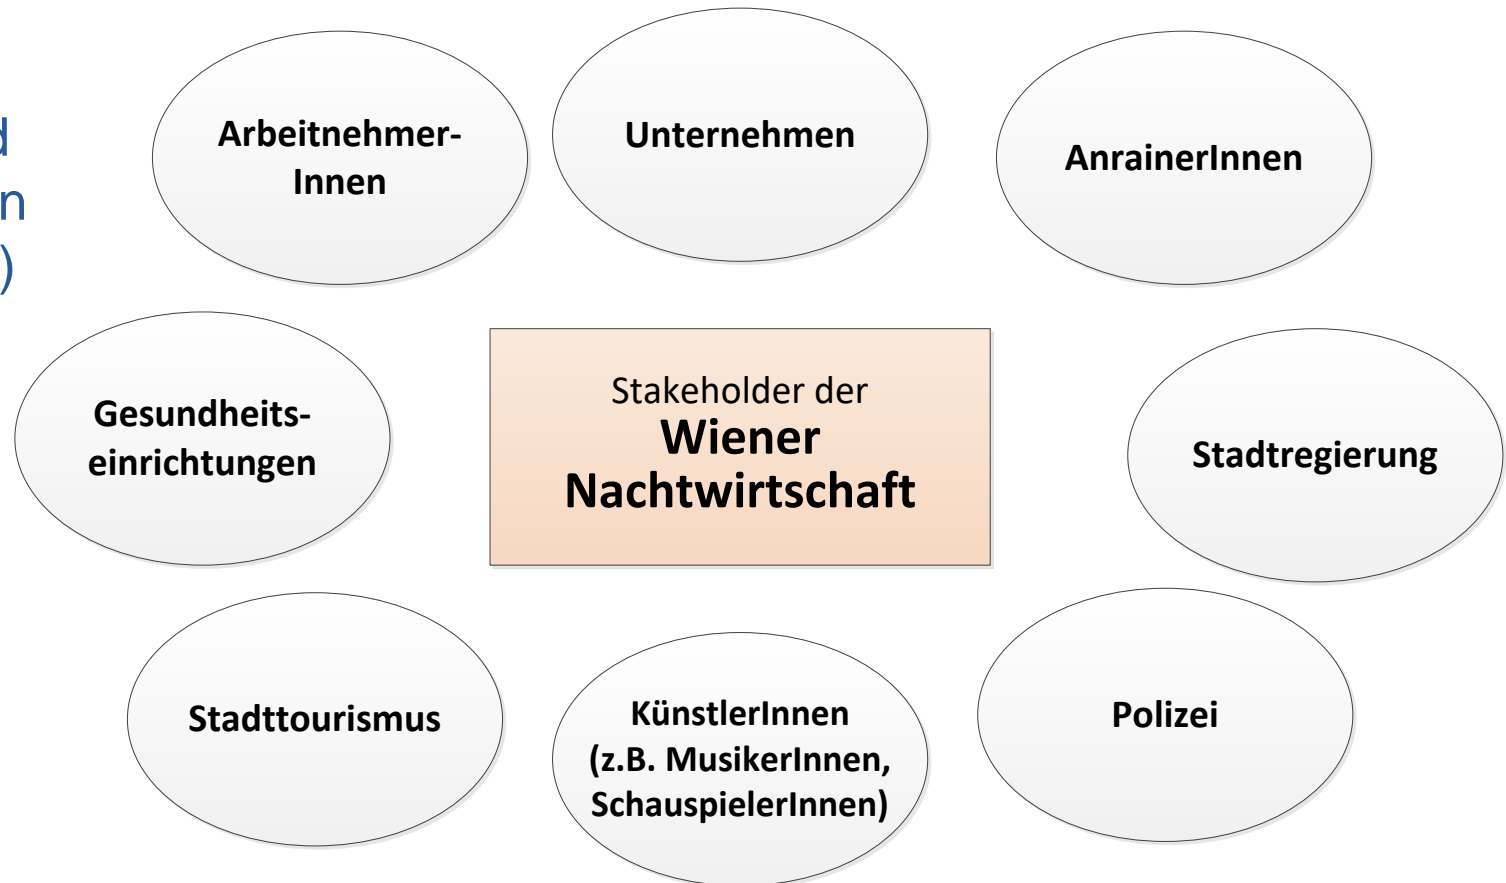 Arbeitnehmer-
Innen
Unternehmen
AnrainerInnen
Gesundheits-
einrichtungen
Stakeholder der
Wiener
Nachtwirtschaft
Stadtregierung
Stadttourismus
KünstlerInnen
(z.B. MusikerInnen,
SchauspielerInnen)
Polizei